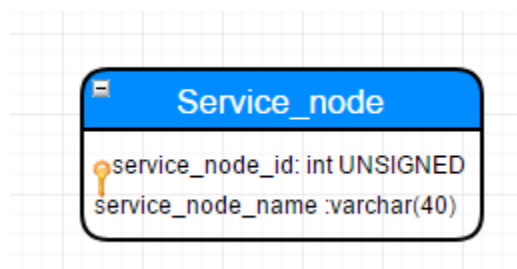 Service_node
service_node_id: int UNSIGNED
service_node_name :varchar(40)